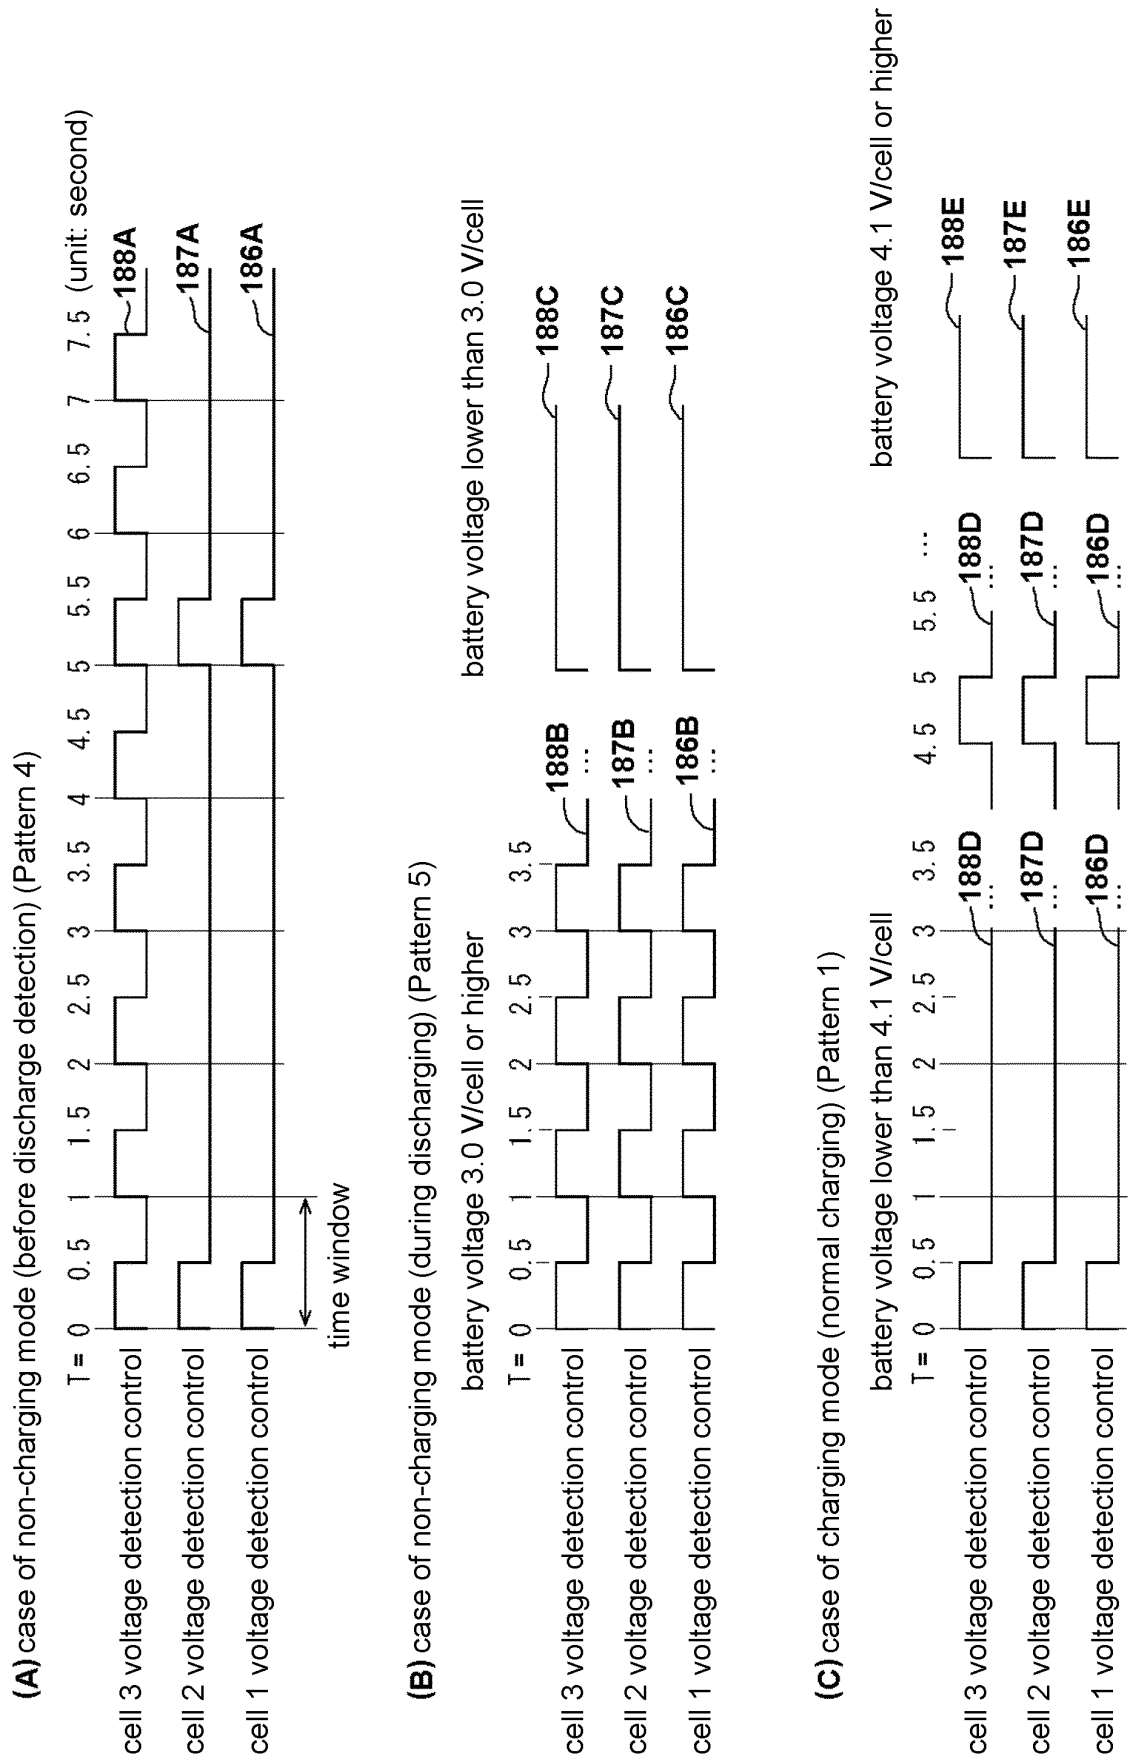 (A) case of non-charging mode (before discharge detection) (Pattern 4)
T= 0 0.5 1 1.5 2 2.5 3 3.5 4 4.5 5 5.5 6 6.5 7 7.5 (unit: second)
cell 3 voltage detection control 188A
cell 2 voltage detection control 187A
cell 1 voltage detection control 186A
time window
(B) case of non-charging mode (during discharging) (Pattern 5)
battery voltage 3.0 V/cell or higher battery voltage lower than 3.0 V/cell
T= 0 0.5 1 1.5 2 2.5 3 3.5
cell 3 voltage detection control 188B ... 188C
cell 2 voltage detection control 187B ... 187C
cell 1 voltage detection control 186B ... 186C
(C) case of charging mode (normal charging) (Pattern 1)
battery voltage lower than 4.1 V/cell battery voltage 4.1 V/cell or higher
T= 0 0.5 1 1.5 2 2.5 3 3.5 4.5 5 5.5 ...
cell 3 voltage detection control 188D ... 188D ... 188E
cell 2 voltage detection control 187D ... 187D ... 187E
cell 1 voltage detection control 186D ... 186D ... 186E